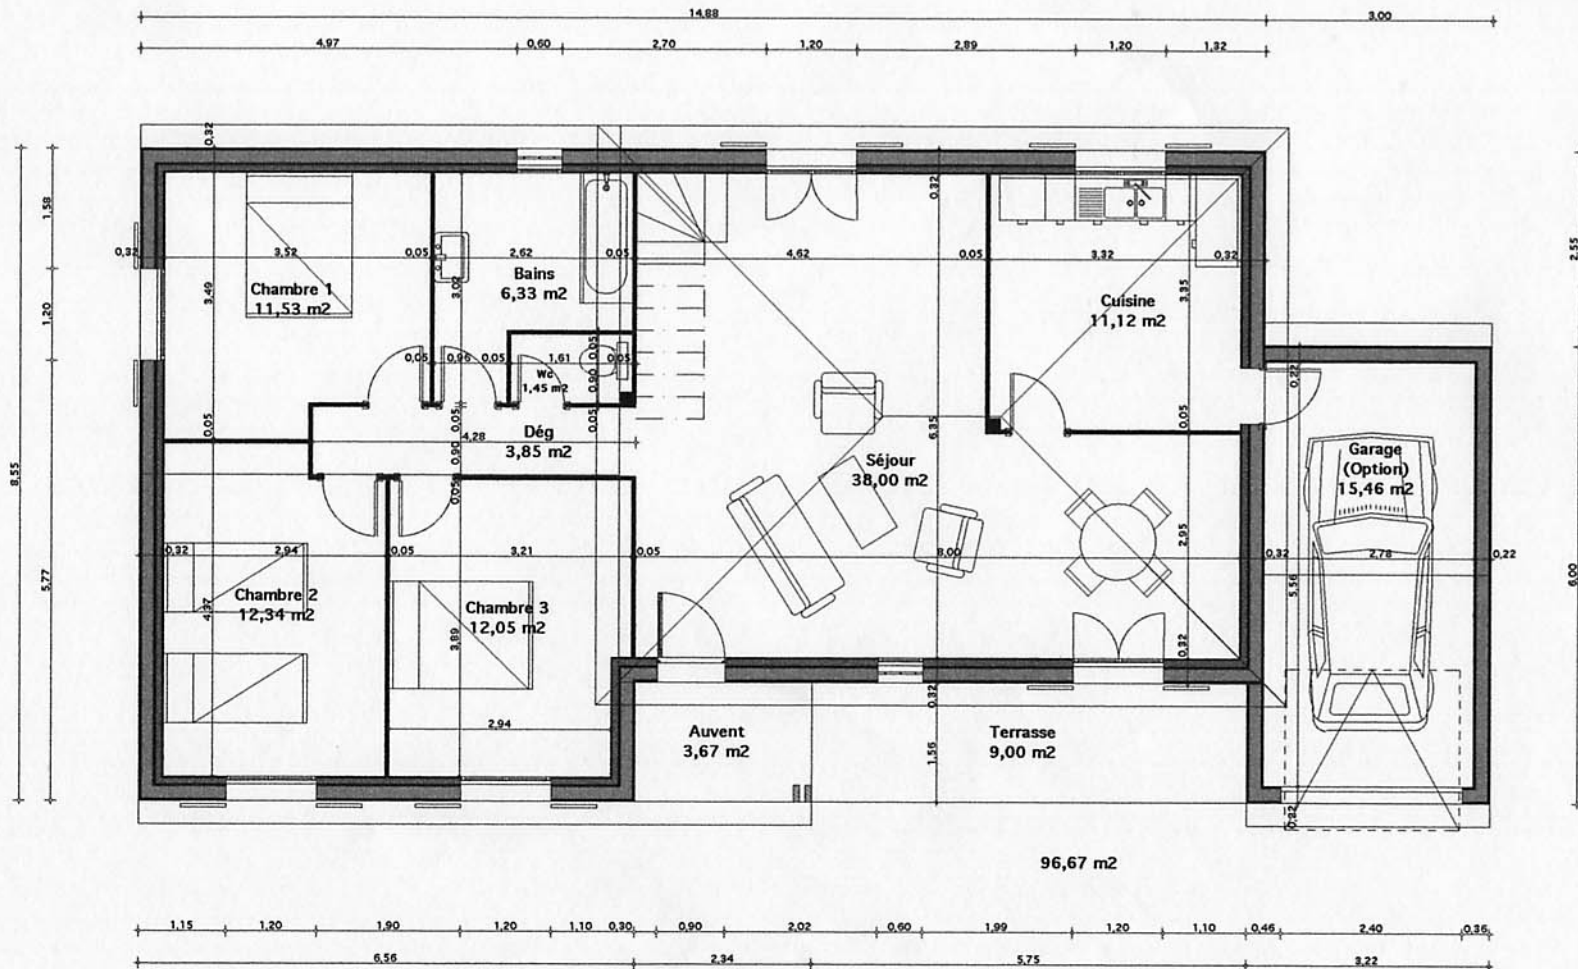 14,88
3,00
4,97 0,60 2,70 1,20 2,89 1,20 1,32
0,32
0,32
8,55
1,58
1,20
5,77
2,55
6,00
0,32 3,52 0,05 2,62 0,05 4,62 0,05 3,32 0,32
3,49
3,02
3,35
Chambre 1
11,53 m2
Bains
6,33 m2
Cuisine
11,12 m2
0,05 0,96 0,05 1,61 0,05
0,05
Wc
1,45 m2
0,90
0,22
0,05
0,05
0,05
0,05
4,28
Dég
3,85 m2
0,90
0,05
6,35
Séjour
38,00 m2
Garage
(Option)
15,46 m2
0,32 2,94 0,05 3,21 0,05 8,00 0,32 2,78 0,22
2,95
5,56
Chambre 2
12,34 m2
4,37
Chambre 3
12,05 m2
3,89
0,32
2,94
0,32
Auvent
3,67 m2
1,56
Terrasse
9,00 m2
0,22
96,67 m2
1,15 1,20 1,90 1,20 1,10 0,30 0,90 2,02 0,60 1,99 1,20 1,10 0,46 2,40 0,36
6,56 2,34 5,75 3,22